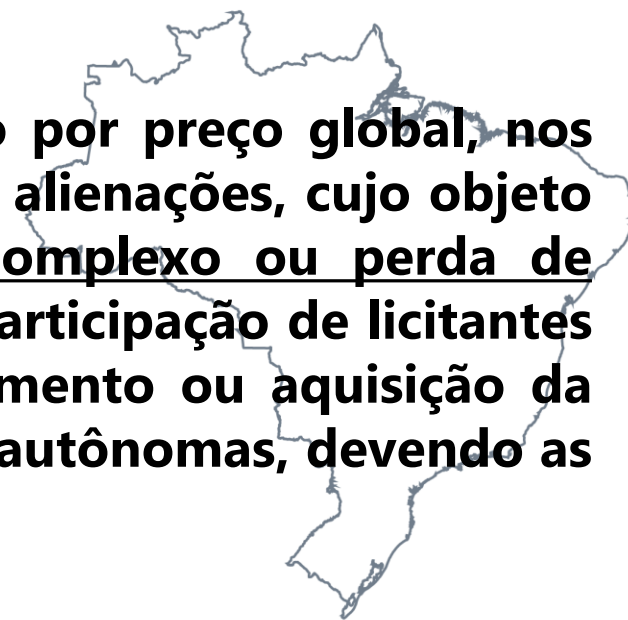 por preço global, nos
alienações, cujo objeto
omplexo ou perda de
articipação de licitantes
mento ou aquisição da
autônomas, devendo as